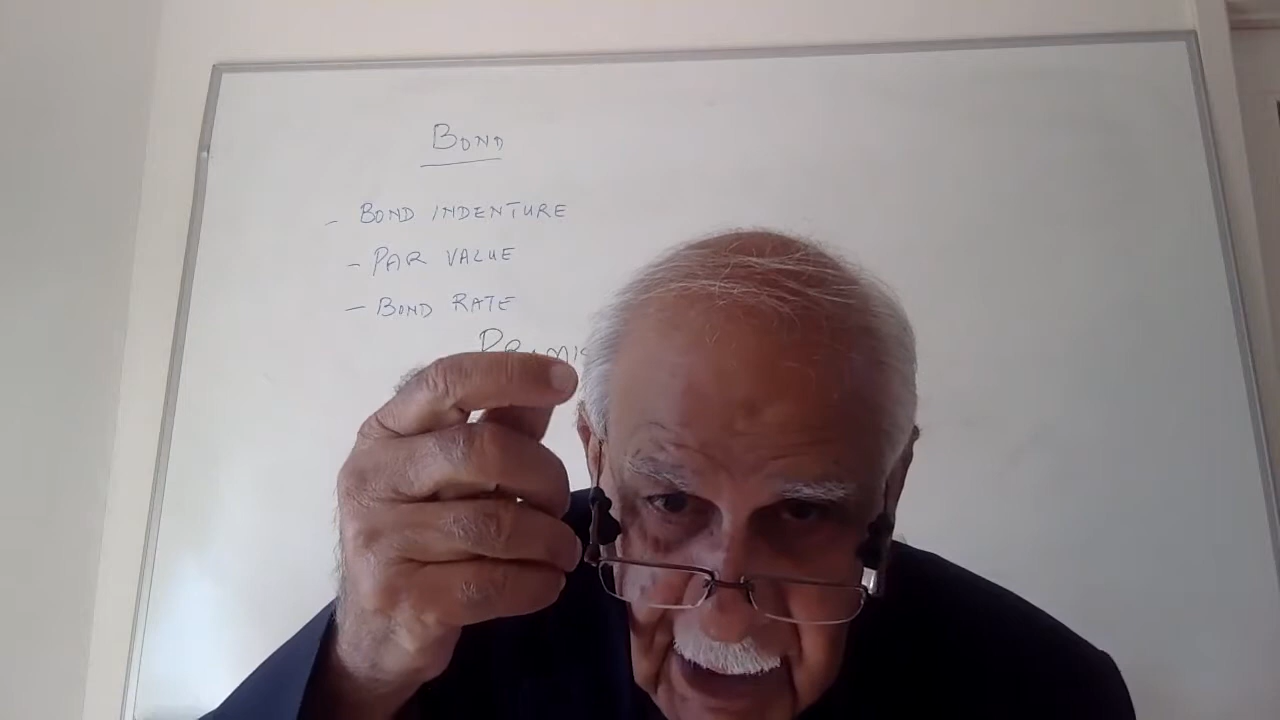 BOND
- BOND INDENTURE
- PAR VALUE
- BOND RATE